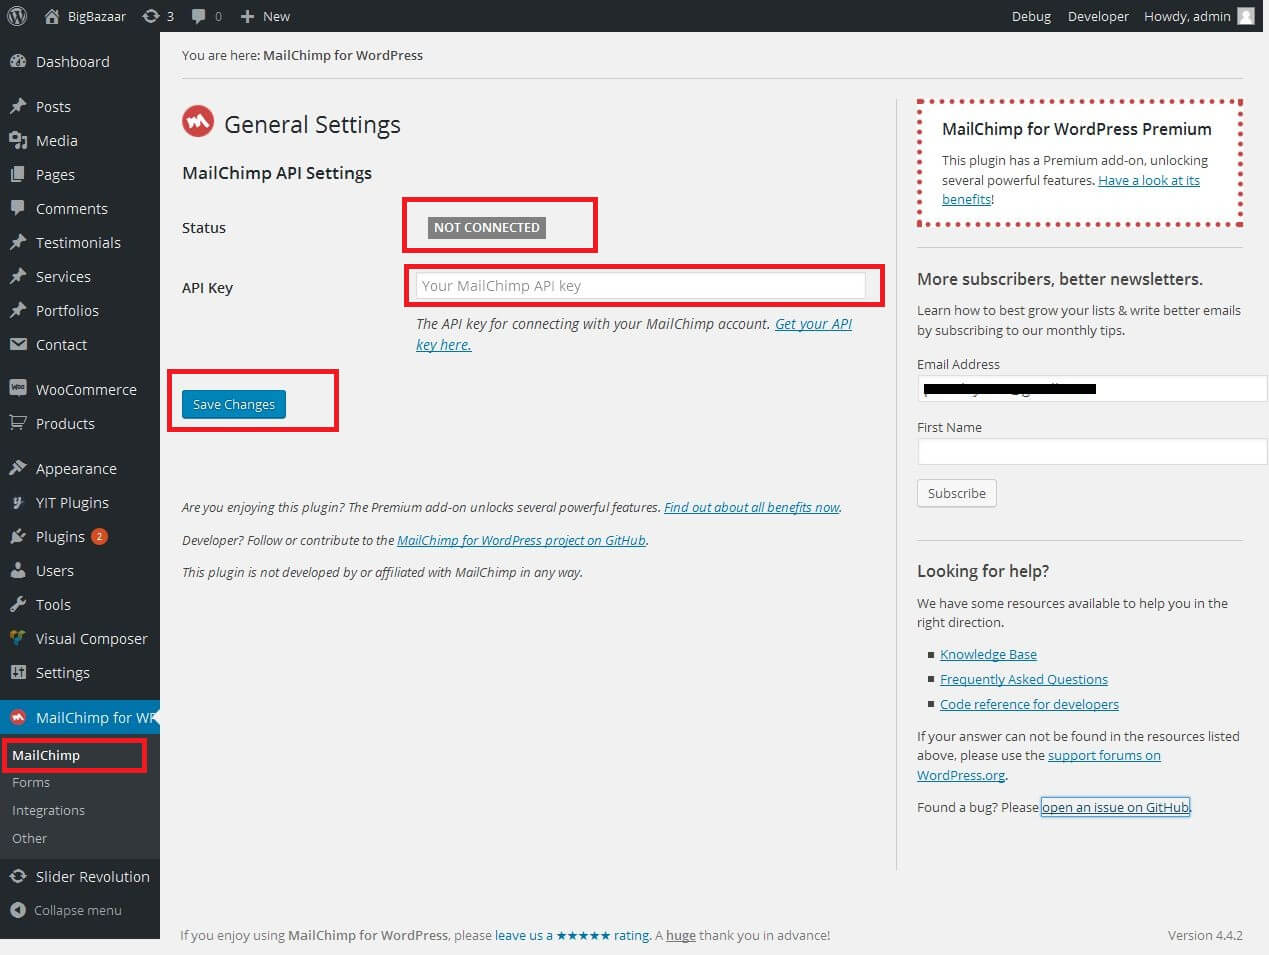 BigBazaar 3 0 + New Debug Developer Howdy, admin
Dashboard
Posts
Media
Pages
Comments
Testimonials
Services
Portfolios
Contact
WooCommerce
Products
Appearance
YIT Plugins
Plugins 2
Users
Tools
Visual Composer
Settings
MailChimp for WP
MailChimp
Forms
Integrations
Other
Slider Revolution
Collapse menu
You are here: MailChimp for WordPress
General Settings
MailChimp API Settings
Status NOT CONNECTED
API Key Your MailChimp API key
The API key for connecting with your MailChimp account. Get your API
key here.
Save Changes
Are you enjoying this plugin? The Premium add-on unlocks several powerful features. Find out about all benefits now.
Developer? Follow or contribute to the MailChimp for WordPress project on GitHub.
This plugin is not developed by or affiliated with MailChimp in any way.
MailChimp for WordPress Premium
This plugin has a Premium add-on, unlocking
several powerful features. Have a look at its
benefits!
More subscribers, better newsletters.
Learn how to best grow your lists & write better emails
by subscribing to our monthly tips.
Email Address
First Name
Subscribe
Looking for help?
We have some resources available to help you in the
right direction.
Knowledge Base
Frequently Asked Questions
Code reference for developers
If your answer can not be found in the resources listed
above, please use the support forums on
WordPress.org.
Found a bug? Please open an issue on GitHub.
If you enjoy using MailChimp for WordPress, please leave us a ★★★★★ rating. A huge thank you in advance!
Version 4.4.2